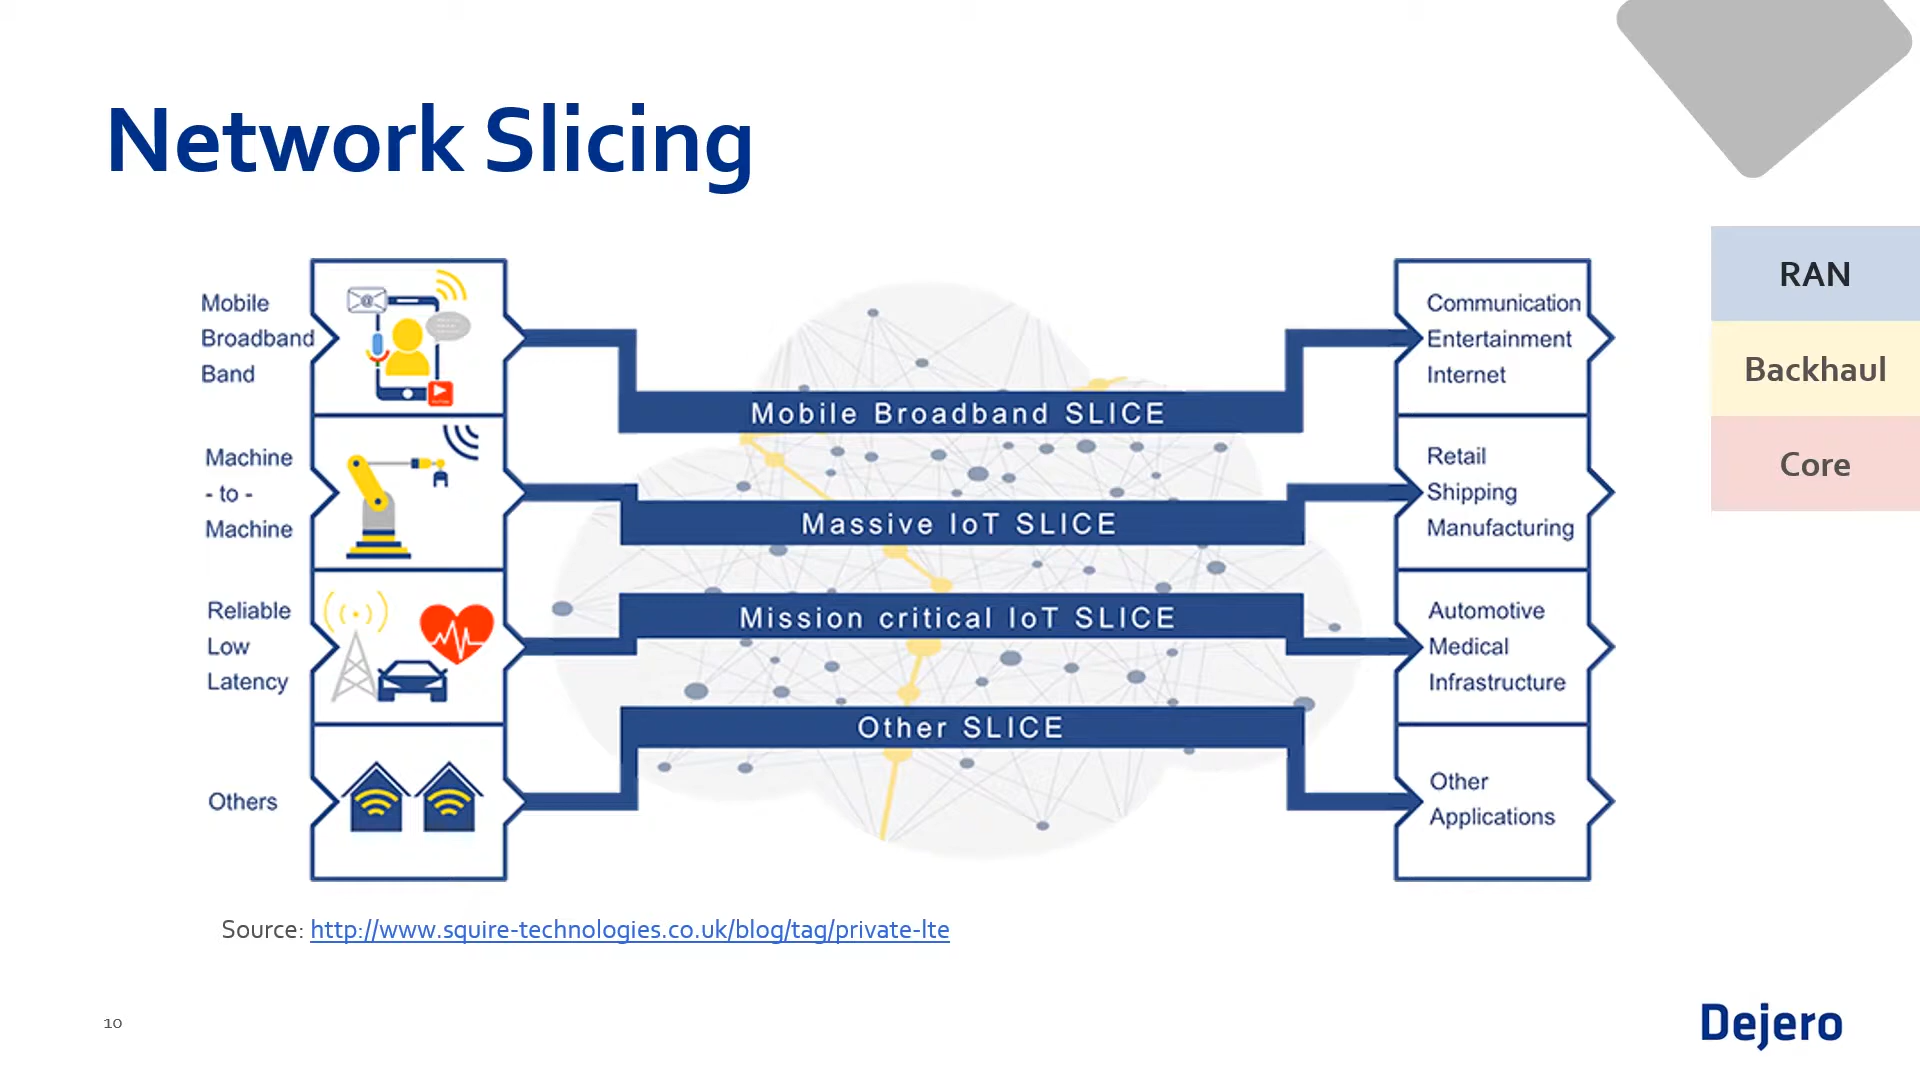 Network Slicing
Mobile
Broadband
Band
Mobile Broadband SLICE
Communication
Entertainment
Internet
Machine
- to -
Machine
Massive IoT SLICE
Retail
Shipping
Manufacturing
Reliable
Low
Latency
Mission critical IoT SLICE
Automotive
Medical
Infrastructure
Others
Other SLICE
Other
Applications
RAN
Backhaul
Core
Source: http://www.squire-technologies.co.uk/blog/tag/private-lte
10
Dejero